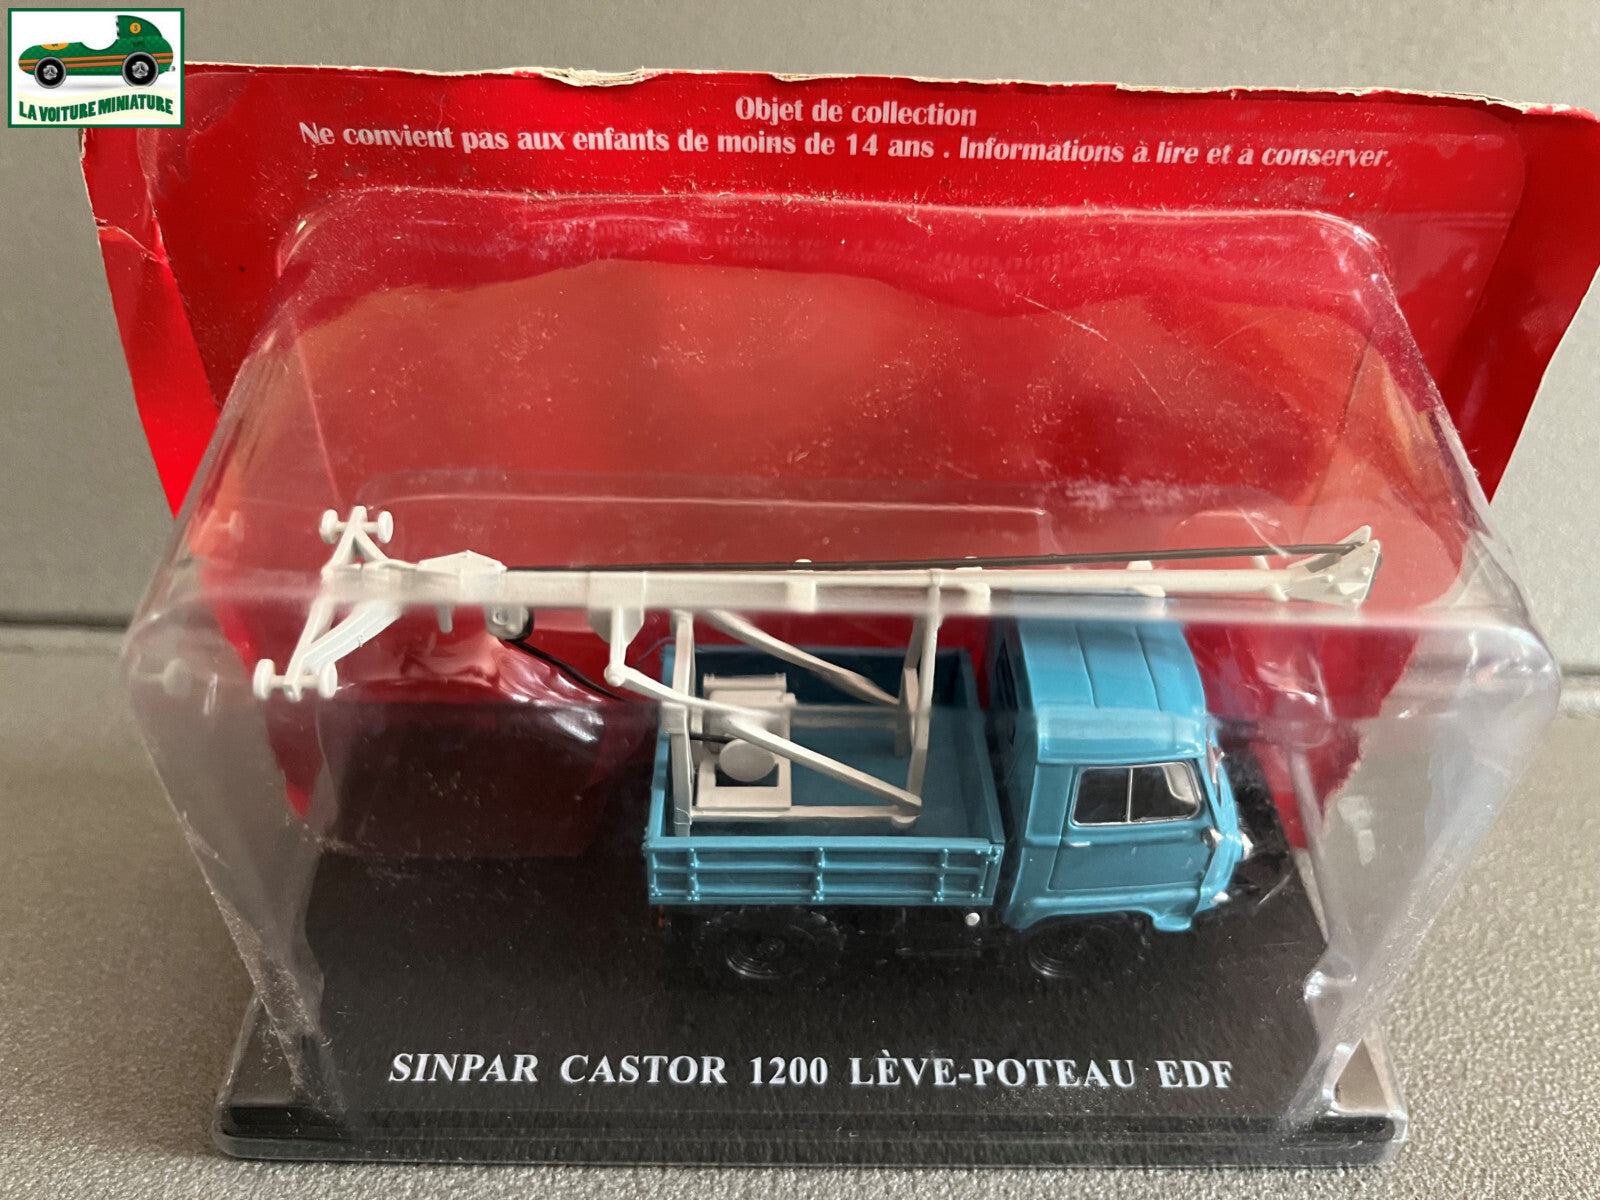 LA VOITURE MINIATURE
Objet de collection
Ne convient pas aux enfants de moins de 14 ans . Informations à lire et à conserver.
SINPAR CASTOR 1200 LÈVE-POTEAU EDF